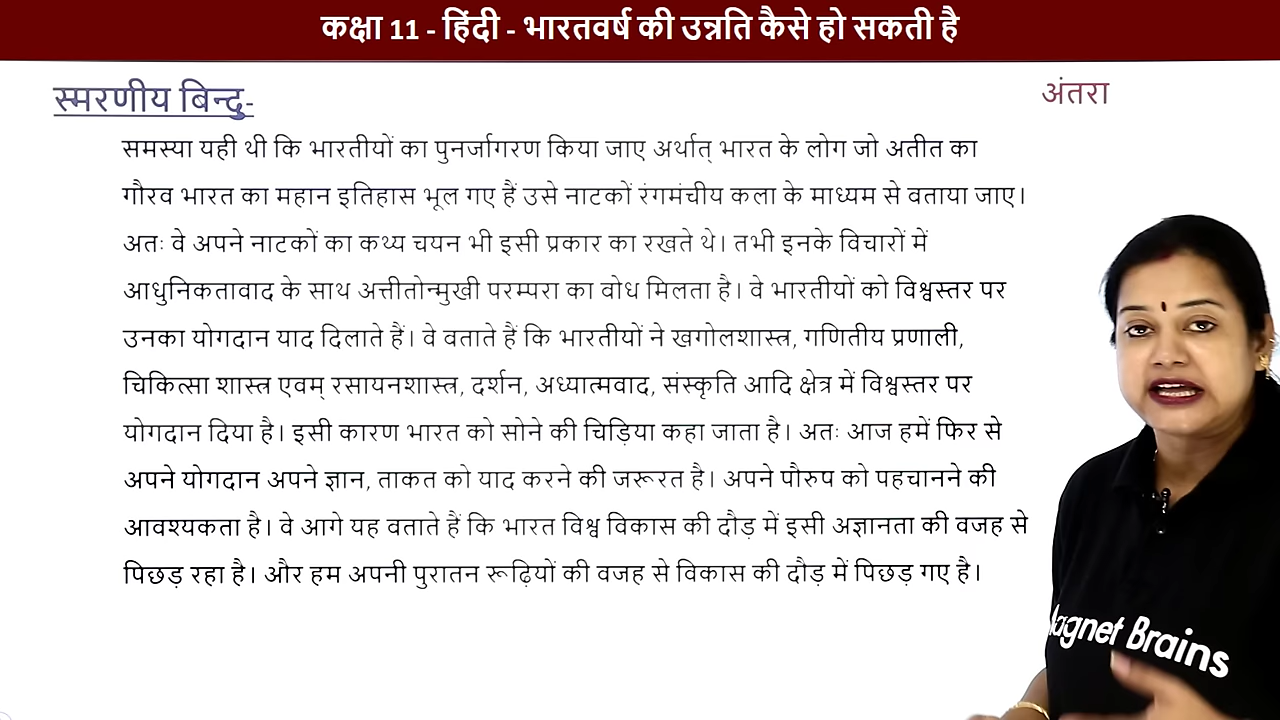 कक्षा 11 - हिंदी - भारतवर्ष की उन्नति कैसे हो सकती है
स्मरणीय बिन्दु-
अंतरा
समस्या यही थी कि भारतीयों का पुनर्जागरण किया जाए अर्थात् भारत के लोग जो अतीत का
गौरव भारत का महान इतिहास भूल गए हैं उसे नाटकों रंगमंचीय कला के माध्यम से वताया जाए।
अतः वे अपने नाटकों का कथ्य चयन भी इसी प्रकार का रखते थे। तभी इनके विचारों में
आधुनिकतावाद के साथ अत्तीतोन्मुखी परम्परा का वोध मिलता है। वे भारतीयों को विश्वस्तर पर
उनका योगदान याद दिलाते हैं। वे वताते हैं कि भारतीयों ने खगोलशास्त्र, गणितीय प्रणाली,
चिकित्सा शास्त्र एवम् रसायनशास्त्र, दर्शन, अध्यात्मवाद, संस्कृति आदि क्षेत्र में विश्वस्तर पर
योगदान दिया है। इसी कारण भारत को सोने की चिड़िया कहा जाता है। अतः आज हमें फिर से
अपने योगदान अपने ज्ञान, ताकत को याद करने की जरूरत है। अपने पौरुप को पहचानने की
आवश्यकता है। वे आगे यह वताते हैं कि भारत विश्व विकास की दौड़ में इसी अज्ञानता की वजह से
पिछड़ रहा है। और हम अपनी पुरातन रूढ़ियों की वजह से विकास की दौड़ में पिछड़ गए है।
agnet Brains